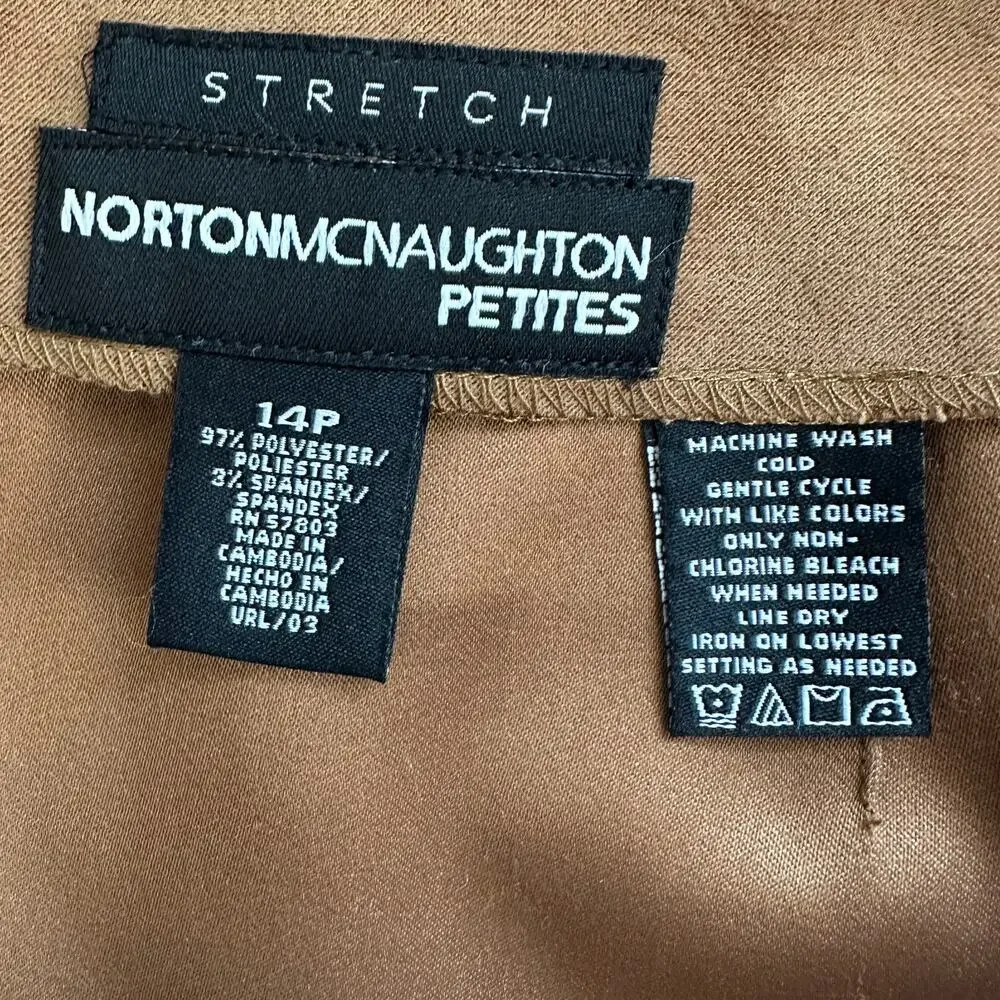 STRETCH
NORTONMCNAUGHTON
PETITES
14P
97% POLYESTER/
POLIESTER
3% SPANDEX/
SPANDEX
RN 57803
MADE IN
CAMBODIA/
HECHO EN
CAMBODIA
URL/03
MACHINE WASH
COLD
GENTLE CYCLE
WITH LIKE COLORS
ONLY NON-
CHLORINE BLEACH
WHEN NEEDED
LINE DRY
IRON ON LOWEST
SETTING AS NEEDED